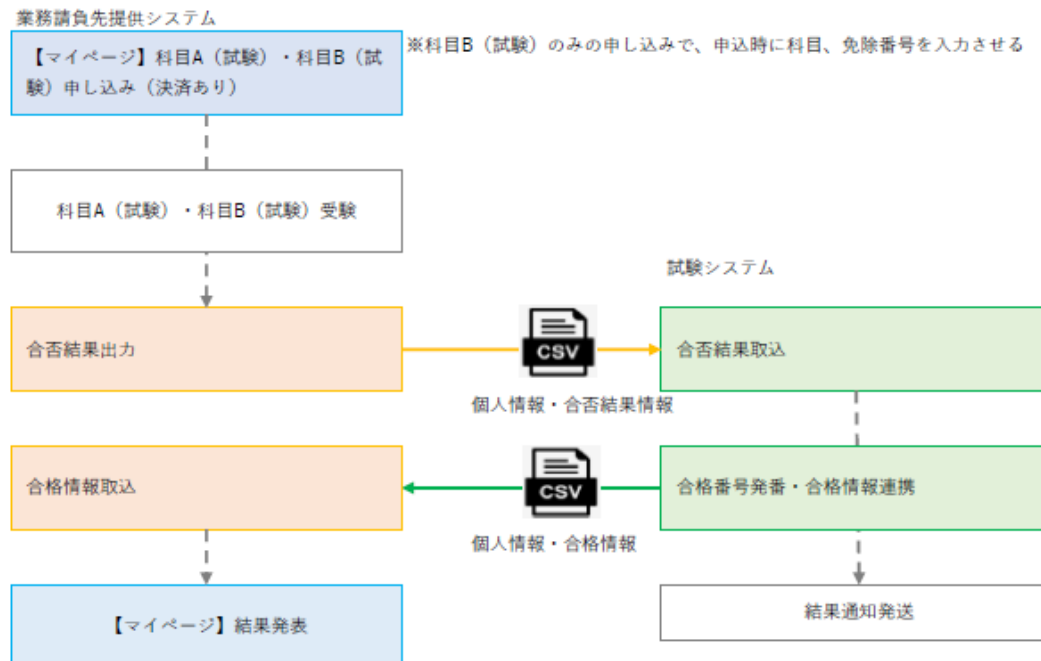 業務請負先提供システム
【マイページ】科目A（試験）・科目B（試
験）申し込み（決済あり）
※科目B（試験）のみの申し込みで、申込時に科目、免除番号を入力させる
科目A（試験）・科目B（試験）受験
試験システム
合否結果出力
CSV
合否結果取込
個人情報・合否結果情報
合格情報取込
CSV
合格番号発番・合格情報連携
個人情報・合格情報
【マイページ】結果発表
結果通知発送